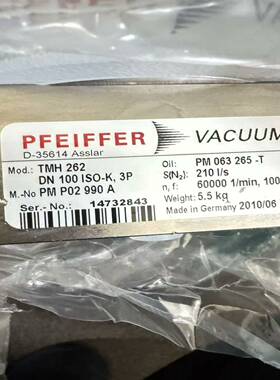 PFEIFFER VACUUM
D-35614 Asslar
Mod.: TMH 262
DN 100 ISO-K, 3P
M.-No PM P02 990 A
Ser.-No.: 14732843
Oil: PM 063 265 -T
S(N₂): 210 l/s
n, f: 60000 1/min, 100
Weight: 5.5 kg
Made in Germany 2010/06